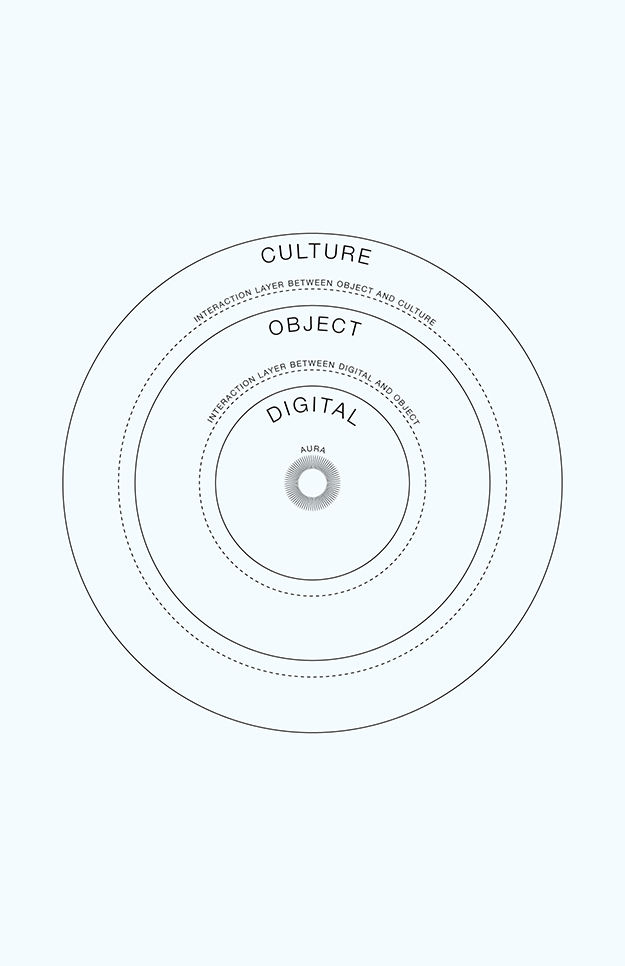 CULTURE
INTERACTION LAYER BETWEEN OBJECT AND CULTURE
OBJECT
INTERACTION LAYER BETWEEN DIGITAL AND OBJECT
DIGITAL
AURA